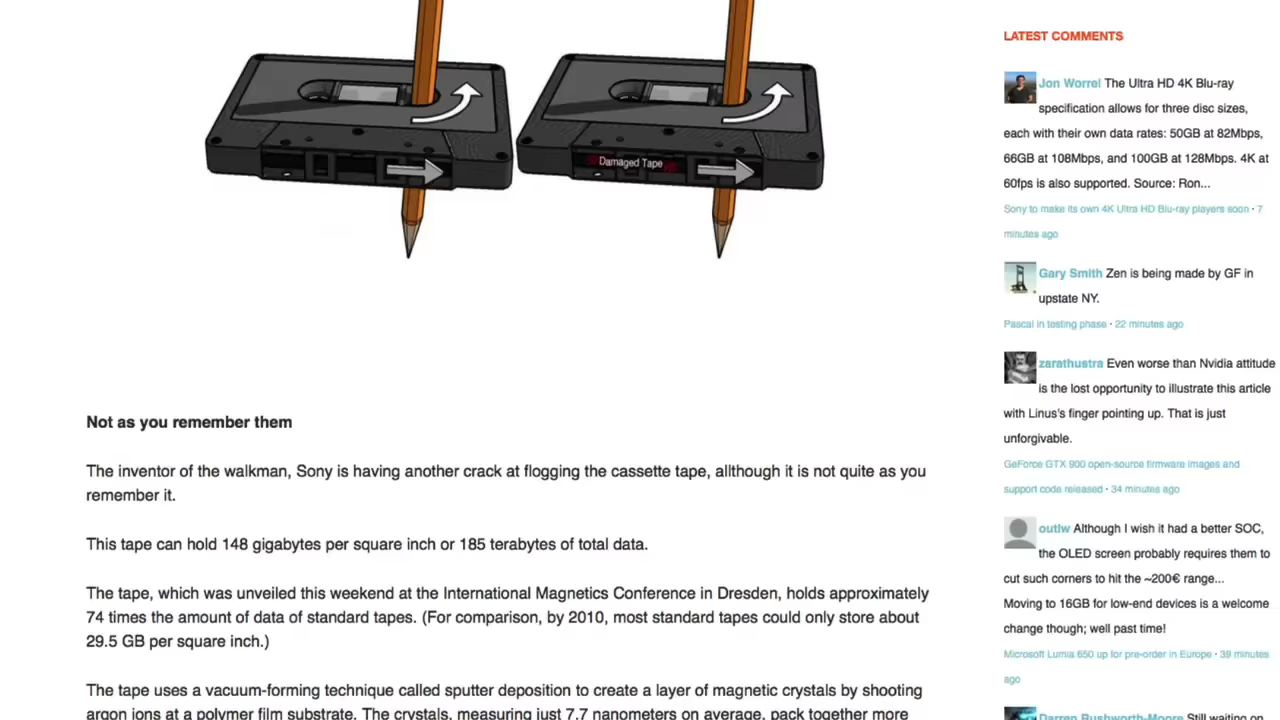 Damaged Tape
Not as you remember them
The inventor of the walkman, Sony is having another crack at flogging the cassette tape, allthough it is not quite as you
remember it.
This tape can hold 148 gigabytes per square inch or 185 terabytes of total data.
The tape, which was unveiled this weekend at the International Magnetics Conference in Dresden, holds approximately
74 times the amount of data of standard tapes. (For comparison, by 2010, most standard tapes could only store about
29.5 GB per square inch.)
The tape uses a vacuum-forming technique called sputter deposition to create a layer of magnetic crystals by shooting
argon ions at a polymer film substrate. The crystals, measuring just 7.7 nanometers on average, pack together more
LATEST COMMENTS
Jon Worrel The Ultra HD 4K Blu-ray
specification allows for three disc sizes,
each with their own data rates: 50GB at 82Mbps,
66GB at 108Mbps, and 100GB at 128Mbps. 4K at
60fps is also supported. Source: Ron...
Sony to make its own 4K Ultra HD Blu-ray players soon · 7
minutes ago
Gary Smith Zen is being made by GF in
upstate NY.
Pascal in testing phase · 22 minutes ago
zarathustra Even worse than Nvidia attitude
is the lost opportunity to illustrate this article
with Linus's finger pointing up. That is just
unforgivable.
GeForce GTX 900 open-source firmware images and
support code released · 34 minutes ago
outlw Although I wish it had a better SOC,
the OLED screen probably requires them to
cut such corners to hit the ~200€ range...
Moving to 16GB for low-end devices is a welcome
change though; well past time!
Microsoft Lumia 650 up for pre-order in Europe · 39 minutes
ago
Darren Bushworth-Moore Still waiting on